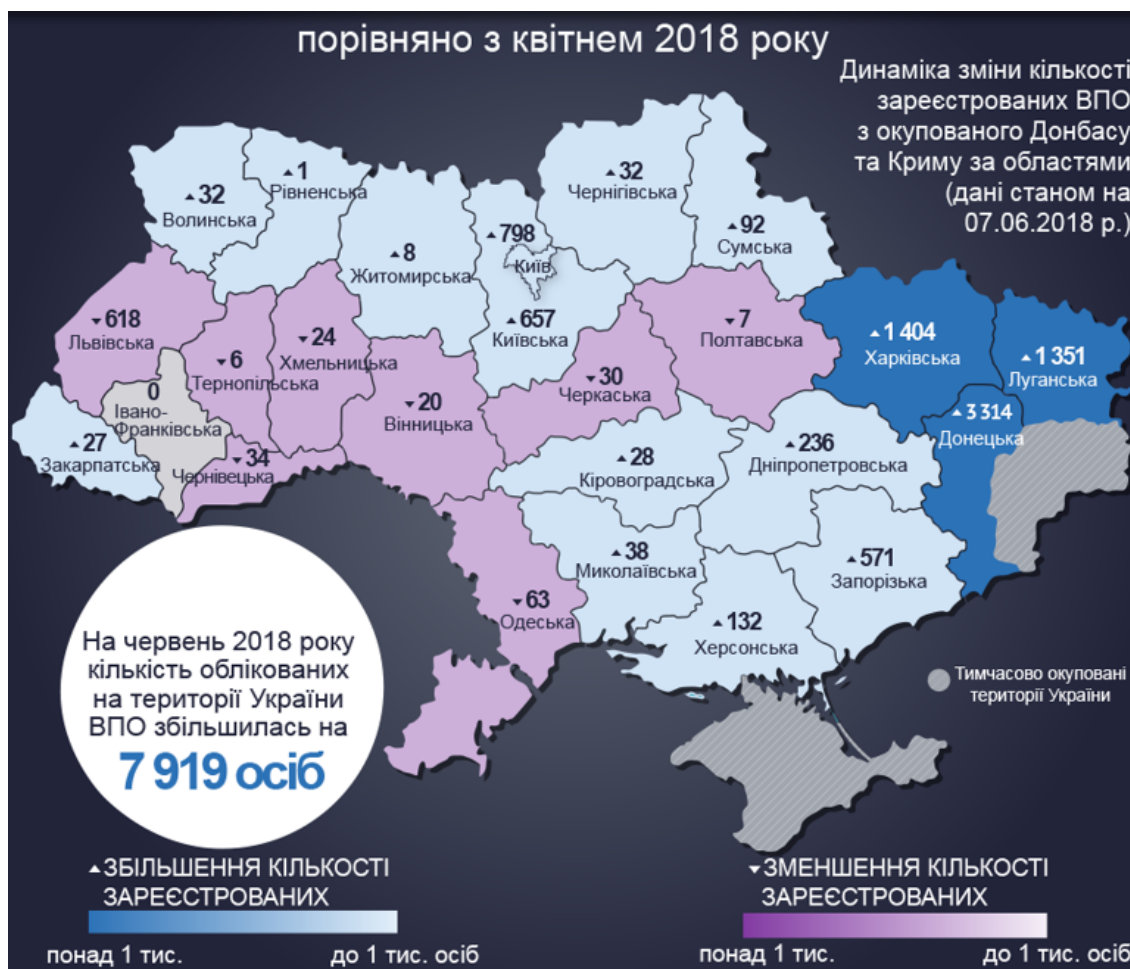 порівняно з квітнем 2018 року
Динаміка зміни кількості
зареєстрованих ВПО
з окупованого Донбасу
та Криму за областями
(дані станом на
07.06.2018 р.)
▲32
Волинська
▲1
Рівненська
▲8
Житомирська
▲798
Київ
▲657
Київська
▲32
Чернігівська
▲92
Сумська
▼618
Львівська
▼6
Тернопільська
▼24
Хмельницька
▼20
Вінницька
▼30
Черкаська
▼7
Полтавська
▲1 404
Харківська
▲1 351
Луганська
▲3 314
Донецька
0
Івано-
Франківська
▲27
Закарпатська
▼34
Чернівецька
▲28
Кіровоградська
▲236
Дніпропетровська
▲38
Миколаївська
▲571
Запорізька
▼63
Одеська
▲132
Херсонська
Тимчасово окуповані
території України
На червень 2018 року
кількість облікованих
на території України
ВПО збільшилась на
7 919 осіб
▲ЗБІЛЬШЕННЯ КІЛЬКОСТІ
ЗАРЕЄСТРОВАНИХ
понад 1 тис.
до 1 тис. осіб
▼ЗМЕНШЕННЯ КІЛЬКОСТІ
ЗАРЕЄСТРОВАНИХ
понад 1 тис.
до 1 тис. осіб